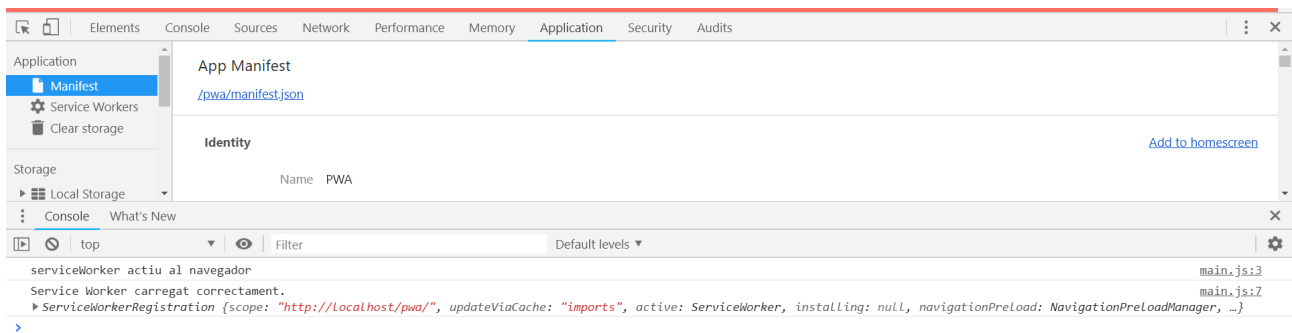 Elements Console Sources Network Performance Memory Application Security Audits
Application
Manifest
Service Workers
Clear storage
Storage
Local Storage
App Manifest
/pwa/manifest.json
Identity
Add to homescreen
Name PWA
Console What's New
top Filter Default levels
serviceWorker actiu al navegador main.js:3
Service Worker carregat correctament. main.js:7
ServiceWorkerRegistration {scope: "http://localhost/pwa/", updateViaCache: "imports", active: ServiceWorker, installing: null, navigationPreload: NavigationPreloadManager, …}